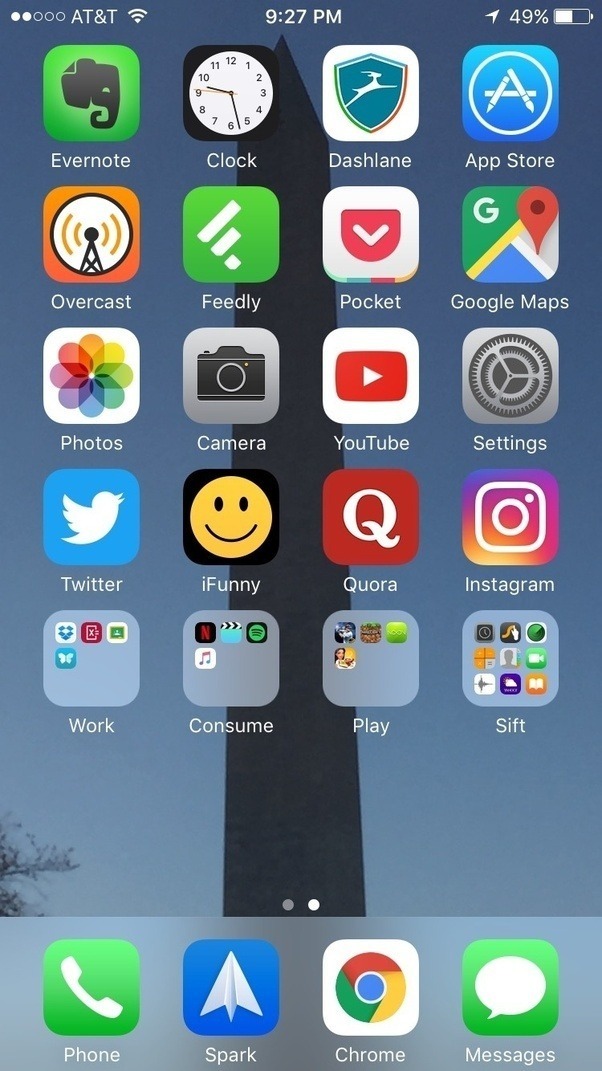 AT&T 9:27 PM 49%
Evernote Clock Dashlane App Store
Overcast Feedly Pocket Google Maps
Photos Camera YouTube Settings
Twitter iFunny Quora Instagram
Work Consume Play Sift
Phone Spark Chrome Messages